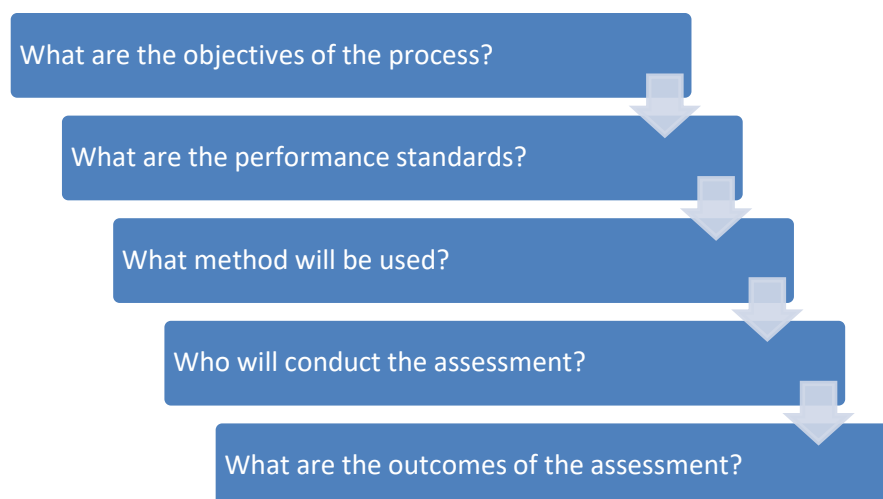 What are the objectives of the process?
What are the performance standards?
What method will be used?
Who will conduct the assessment?
What are the outcomes of the assessment?